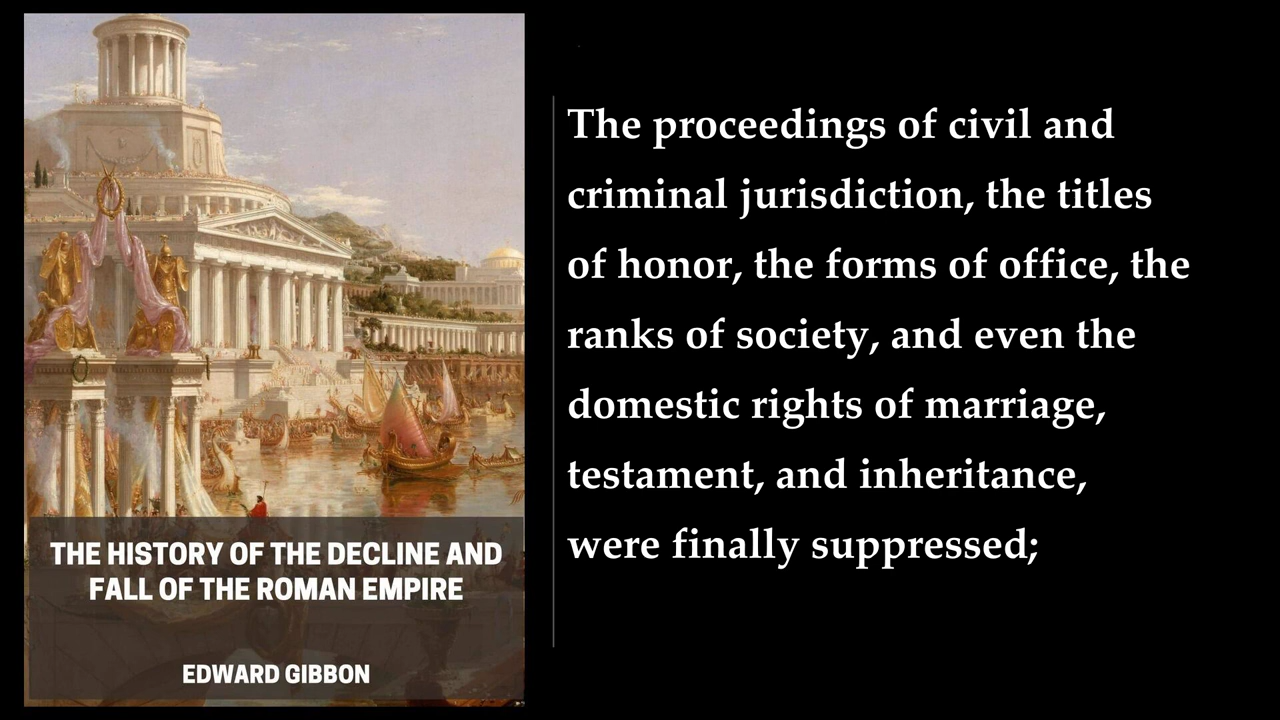 THE HISTORY OF THE DECLINE AND
FALL OF THE ROMAN EMPIRE
EDWARD GIBBON
The proceedings of civil and
criminal jurisdiction, the titles
of honor, the forms of office, the
ranks of society, and even the
domestic rights of marriage,
testament, and inheritance,
were finally suppressed;